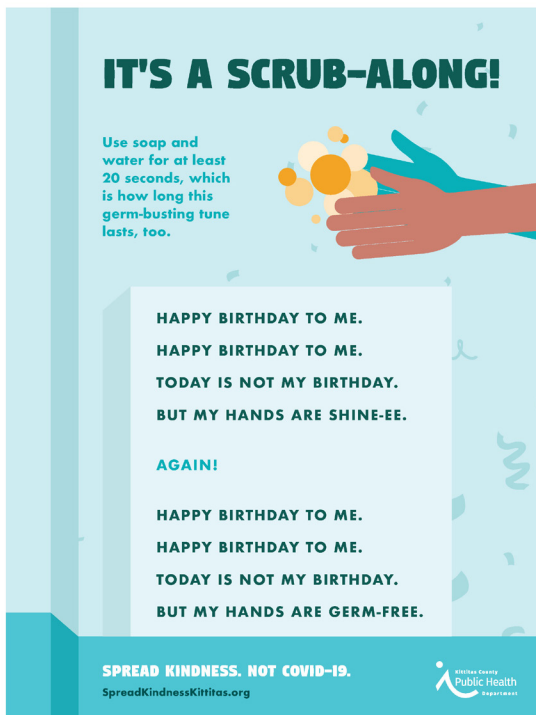 IT'S A SCRUB-ALONG!
Use soap and
water for at least
20 seconds, which
is how long this
germ-busting tune
lasts, too.
HAPPY BIRTHDAY TO ME.
HAPPY BIRTHDAY TO ME.
TODAY IS NOT MY BIRTHDAY.
BUT MY HANDS ARE SHINE-EE.
AGAIN!
HAPPY BIRTHDAY TO ME.
HAPPY BIRTHDAY TO ME.
TODAY IS NOT MY BIRTHDAY.
BUT MY HANDS ARE GERM-FREE.
SPREAD KINDNESS. NOT COVID-19.
SpreadKindnessKittitas.org
Kittitas County
Public Health
Department